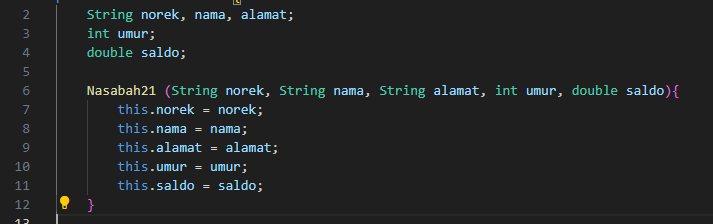 2 String norek, nama, alamat;
3 int umur;
4 double saldo;
5
6 Nasabah21 (String norek, String nama, String alamat, int umur, double saldo){
7 this.norek = norek;
8 this.nama = nama;
9 this.alamat = alamat;
10 this.umur = umur;
11 this.saldo = saldo;
12 }
13